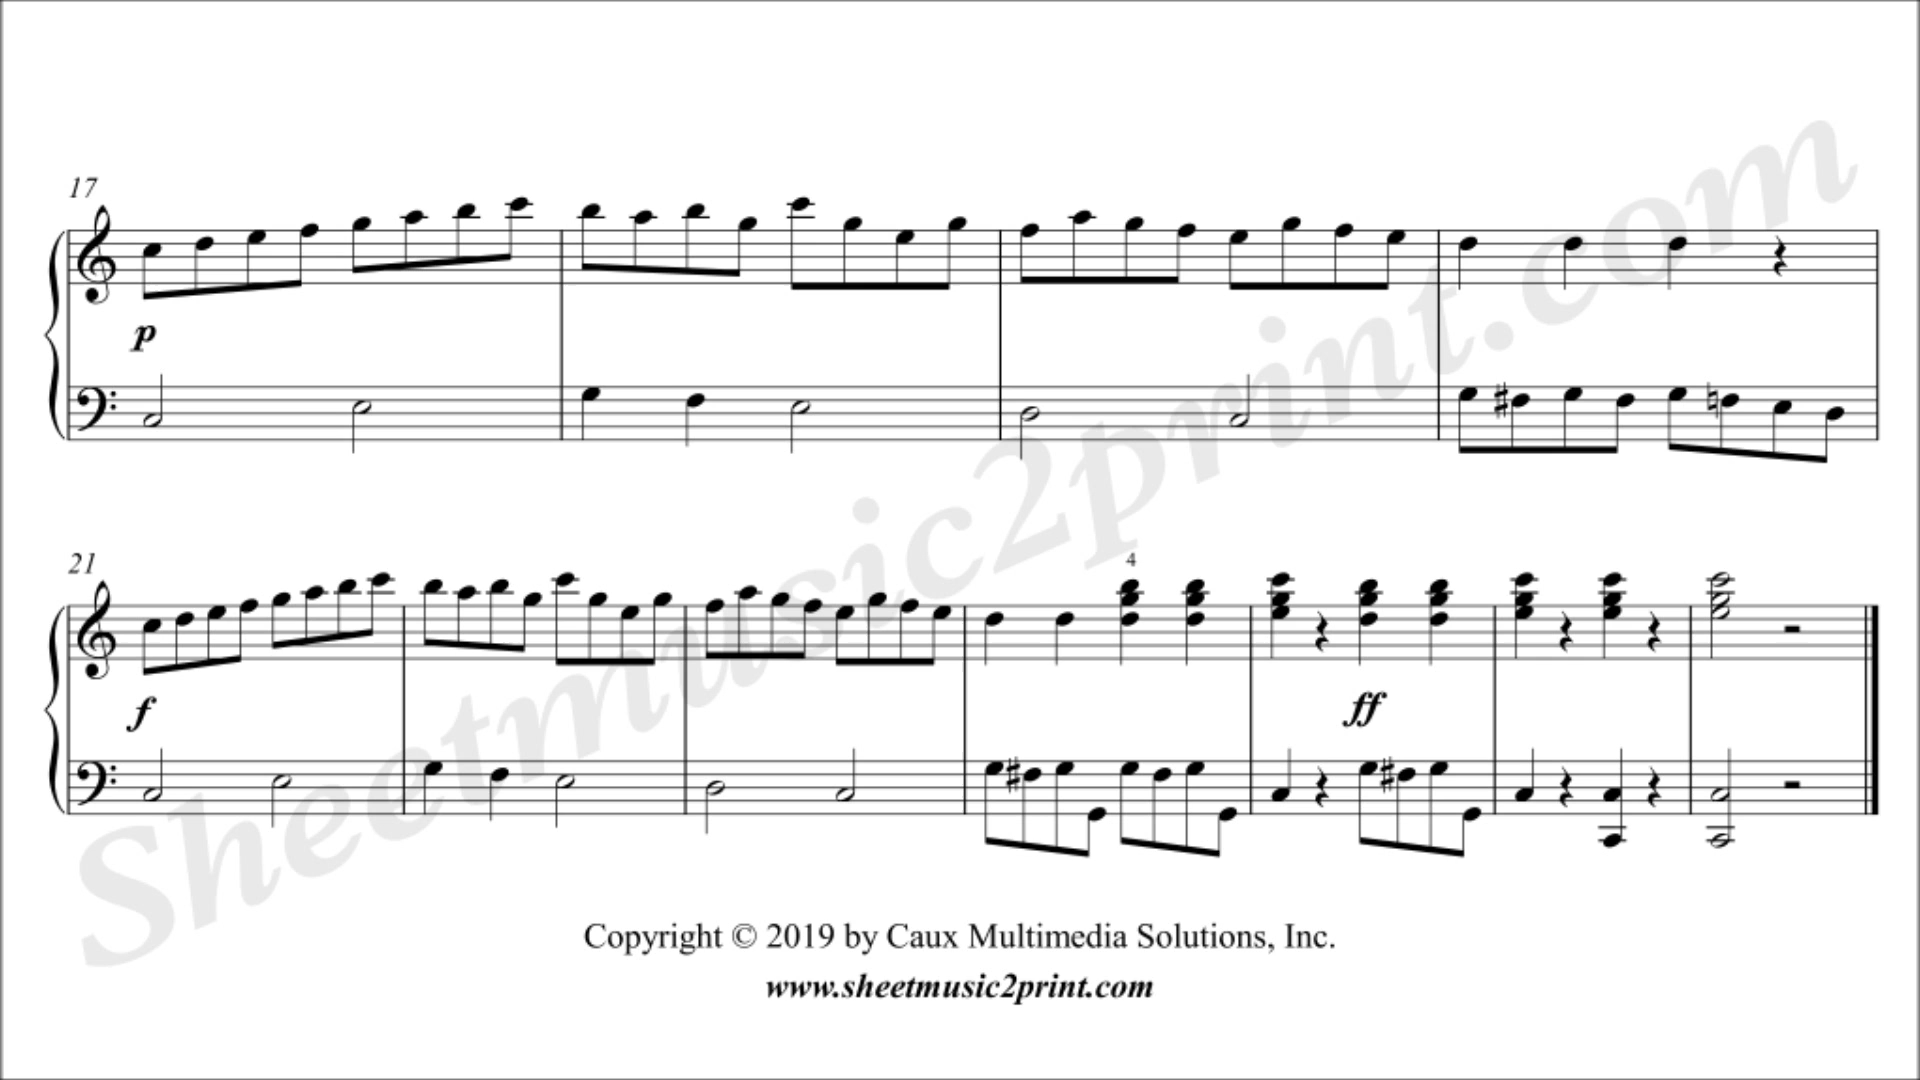 17
p
21
4
f
ff
Sheetmusic2print.com
Copyright © 2019 by Caux Multimedia Solutions, Inc.
www.sheetmusic2print.com